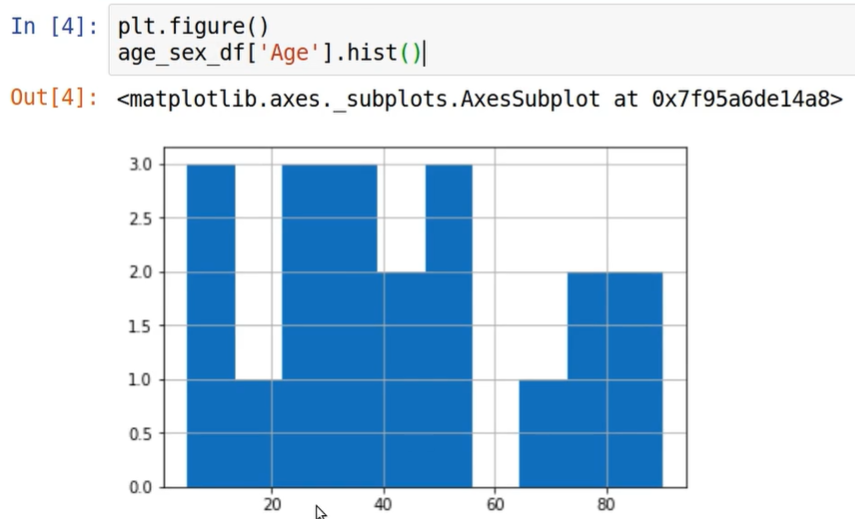 In [4]: plt.figure()
age_sex_df['Age'].hist()
Out[4]: <matplotlib.axes._subplots.AxesSubplot at 0x7f95a6de14a8>
3.0
2.5
2.0
1.5
1.0
0.5
0.0
20 40 60 80